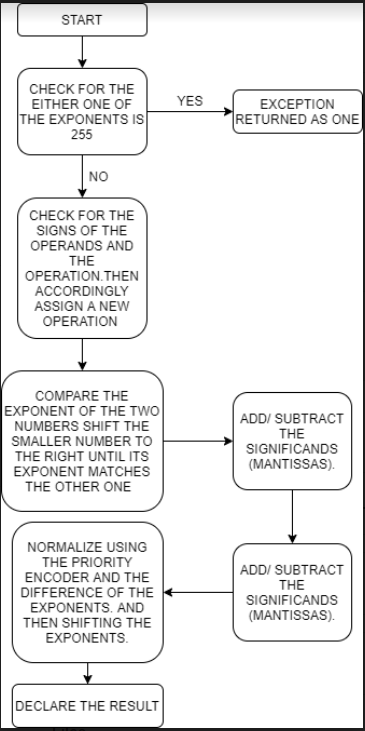 START
CHECK FOR THE
EITHER ONE OF
THE EXPONENTS IS
255
YES
EXCEPTION
RETURNED AS ONE
NO
CHECK FOR THE
SIGNS OF THE
OPERANDS AND
THE
OPERATION.THEN
ACCORDINGLY
ASSIGN A NEW
OPERATION
COMPARE THE
EXPONENT OF THE TWO
NUMBERS SHIFT THE
SMALLER NUMBER TO
THE RIGHT UNTIL ITS
EXPONENT MATCHES
THE OTHER ONE
ADD/ SUBTRACT
THE
SIGNIFICANDS
(MANTISSAS).
ADD/ SUBTRACT
THE
SIGNIFICANDS
(MANTISSAS).
NORMALIZE USING
THE PRIORITY
ENCODER AND THE
DIFFERENCE OF THE
EXPONENTS. AND
THEN SHIFTING THE
EXPONENTS.
DECLARE THE RESULT